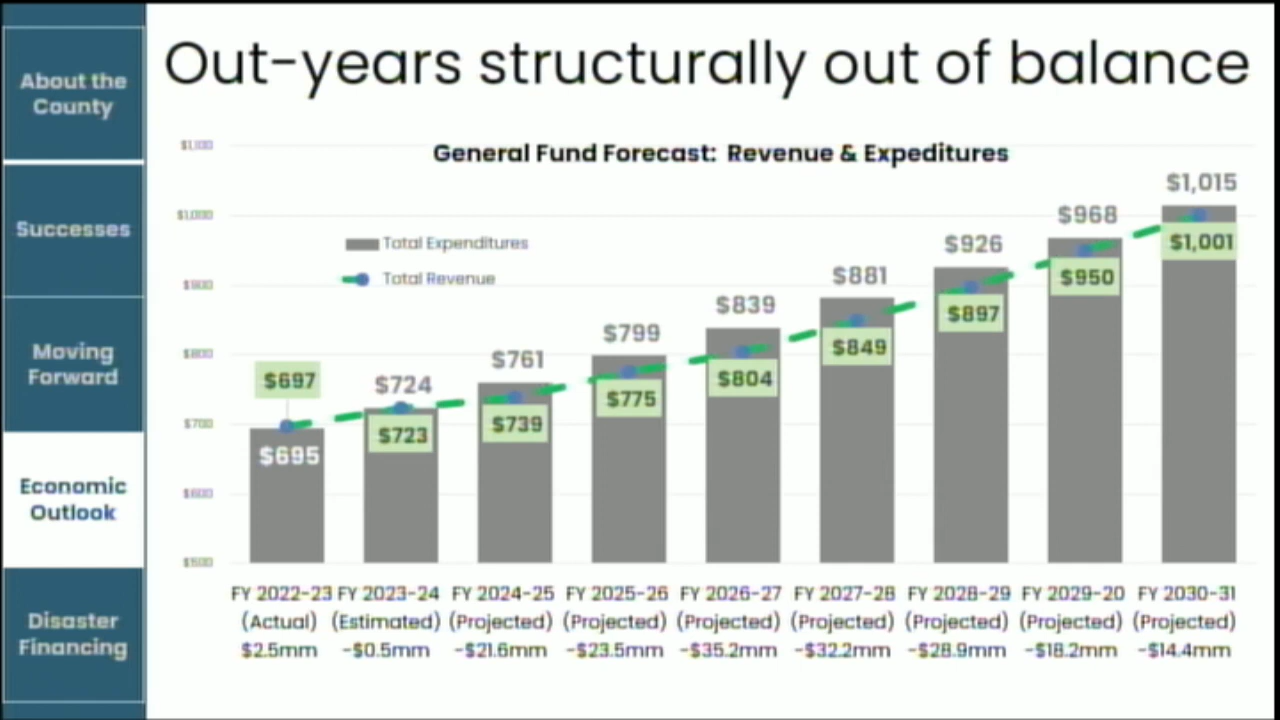 Out-years structurally out of balance
About the
County
Successes
Moving
Forward
Economic
Outlook
Disaster
Financing
General Fund Forecast: Revenue & Expeditures
Total Expenditures
Total Revenue
$1,100
$1,000
$900
$800
$700
$600
$500
$697
$695
$724
$723
$761
$739
$799
$775
$839
$804
$881
$849
$926
$897
$968
$950
$1,015
$1,001
FY 2022-23 FY 2023-24 FY 2024-25 FY 2025-26 FY 2026-27 FY 2027-28 FY 2028-29 FY 2029-20 FY 2030-31
(Actual) (Estimated) (Projected) (Projected) (Projected) (Projected) (Projected) (Projected) (Projected)
$2.5mm -$0.5mm -$21.6mm -$23.5mm -$35.2mm -$32.2mm -$28.9mm -$18.2mm -$14.4mm